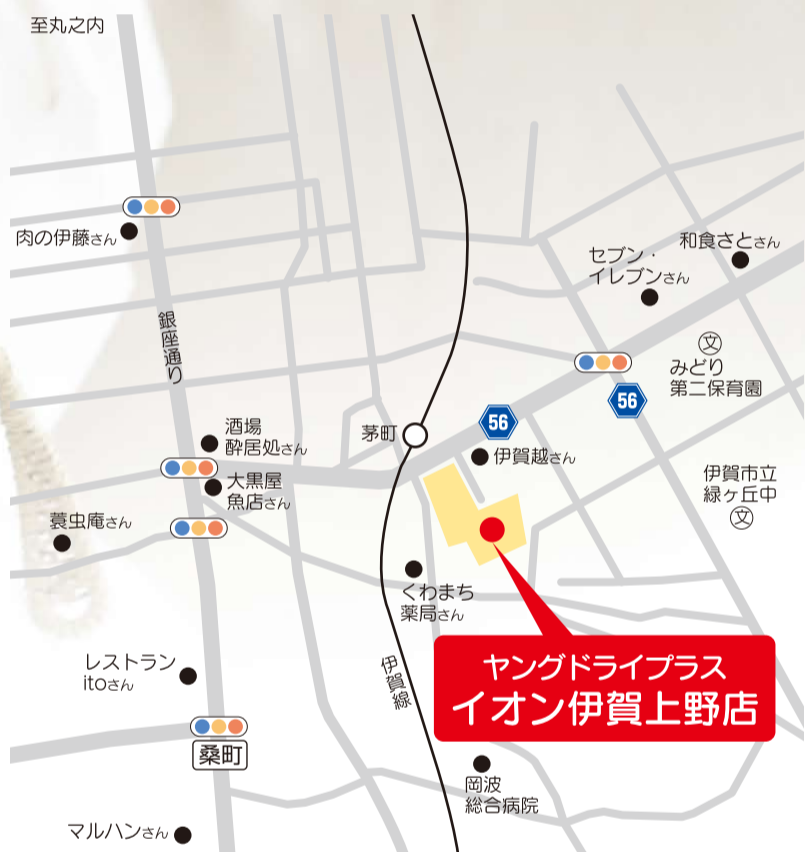 至丸之内
肉の伊藤さん
和食さとさん
セブン・
イレブンさん
銀座通り
文
みどり
第二保育園
56
56
茅町
酒場
酔居処さん
伊賀越さん
大黒屋
魚店さん
伊賀市立
緑ヶ丘中
文
蓑虫庵さん
くわまち
薬局さん
レストラン
itoさん
伊賀線
ヤングドライプラス
イオン伊賀上野店
桑町
岡波
総合病院
マルハンさん